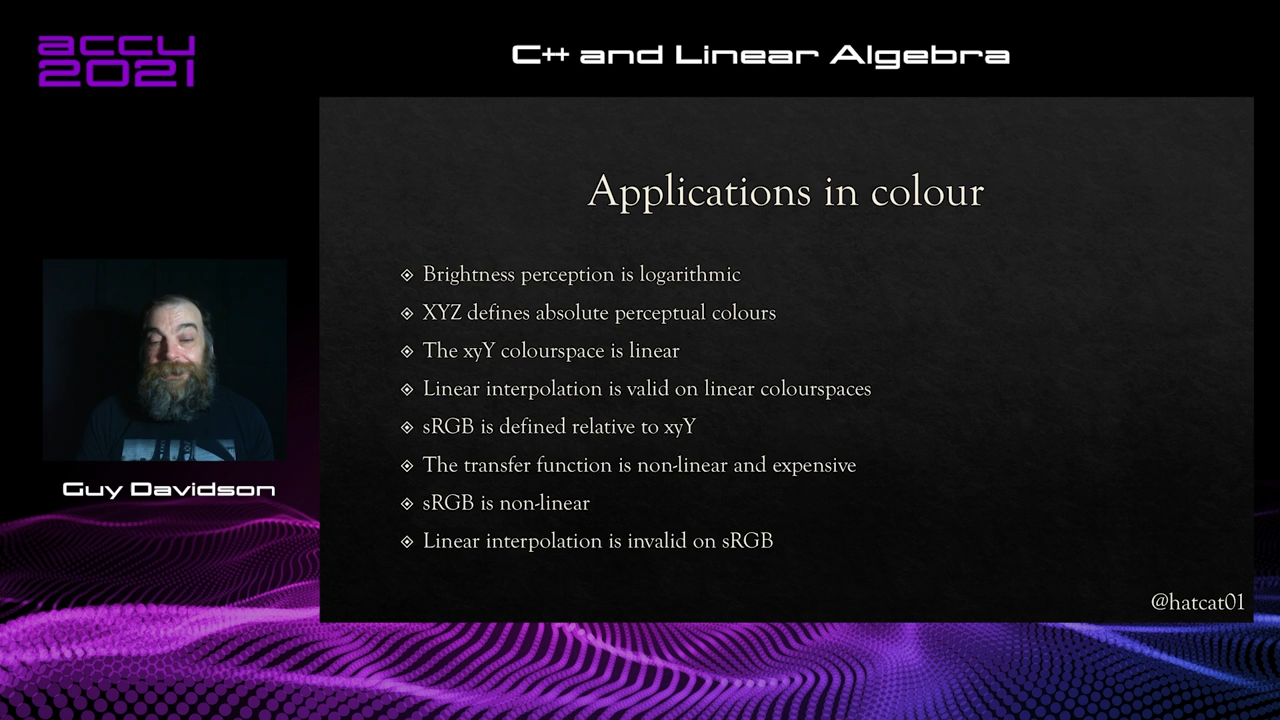 accu
2021
C++ and Linear Algebra
Applications in colour
Brightness perception is logarithmic
XYZ defines absolute perceptual colours
The xyY colourspace is linear
Linear interpolation is valid on linear colourspaces
sRGB is defined relative to xyY
The transfer function is non-linear and expensive
sRGB is non-linear
Linear interpolation is invalid on sRGB
Guy Davidson
@hatcat01